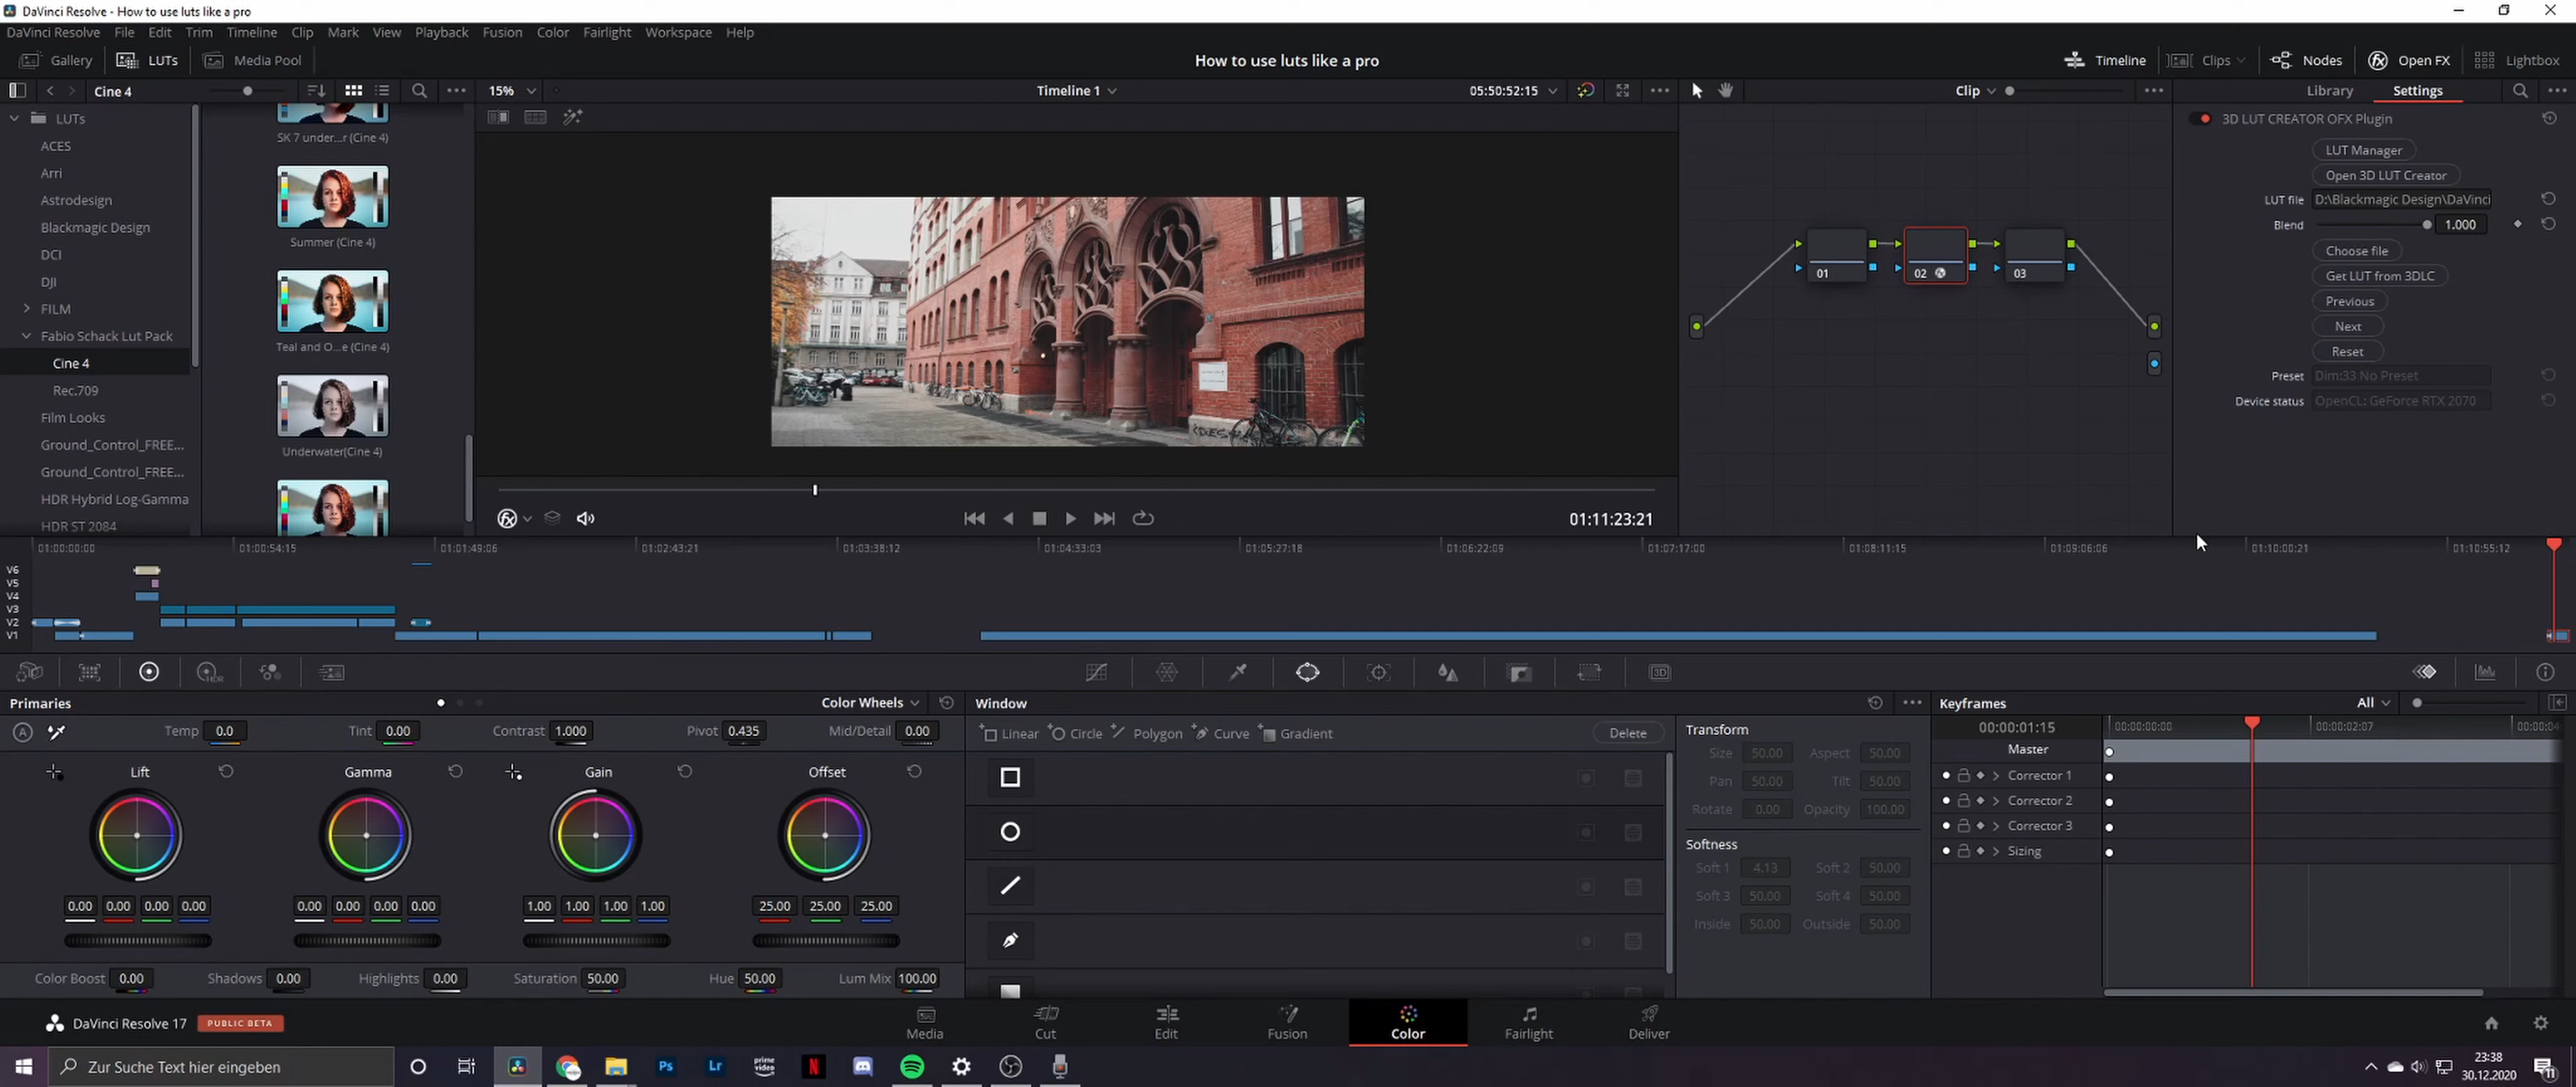 DaVinci Resolve - How to use luts like a pro
DaVinci Resolve File Edit Trim Timeline Clip Mark View Playback Fusion Color Fairlight Workspace Help
Gallery LUTs Media Pool How to use luts like a pro Timeline Clips Nodes Open FX Lightbox
Cine 4 15% Timeline 1 05:50:52:15 Clip Library Settings
LUTs
ACES
Arri
Astrodesign
Blackmagic Design
DCI
DJI
FILM
Fabio Schack Lut Pack
Cine 4
Rec.709
Film Looks
Ground_Control_FREE...
Ground_Control_FREE...
HDR Hybrid Log-Gamma
HDR ST 2084
SK 7 under...r (Cine 4)
Summer (Cine 4)
Teal and O...e (Cine 4)
Underwater(Cine 4)
01:11:23:21
01
02
03
3D LUT CREATOR OFX Plugin
LUT Manager
Open 3D LUT Creator
LUT file D:\Blackmagic Design\DaVinci
Blend 1.000
Choose file
Get LUT from 3DLC
Previous
Next
Reset
Preset Dim:33 No Preset
Device status OpenCL: GeForce RTX 2070
01:00:00:00 01:00:54:15 01:01:49:06 01:02:43:21 01:03:38:12 01:04:33:03 01:05:27:18 01:06:22:09 01:07:17:00 01:08:11:15 01:09:06:06 01:10:00:21 01:10:55:12
V6
V5
V4
V3
V2
V1
HDR
3D
Primaries Color Wheels
A Temp 0.0 Tint 0.00 Contrast 1.000 Pivot 0.435 Mid/Detail 0.00
Lift Gamma Gain Offset
0.00 0.00 0.00 0.00 0.00 0.00 0.00 0.00 1.00 1.00 1.00 1.00 25.00 25.00 25.00
Color Boost 0.00 Shadows 0.00 Highlights 0.00 Saturation 50.00 Hue 50.00 Lum Mix 100.00
Window
Linear Circle Polygon Curve Gradient Delete
Transform
Size 50.00 Aspect 50.00
Pan 50.00 Tilt 50.00
Rotate 0.00 Opacity 100.00
Softness
Soft 1 4.13 Soft 2 50.00
Soft 3 50.00 Soft 4 50.00
Inside 50.00 Outside 50.00
Keyframes All
00:00:01:15 00:00:00:00 00:00:02:07 00:00:04
Master
Corrector 1
Corrector 2
Corrector 3
Sizing
DaVinci Resolve 17 PUBLIC BETA
Media Cut Edit Fusion Color Fairlight Deliver
Zur Suche Text hier eingeben
Ps Lr prime video N
23:38
30.12.2020
11